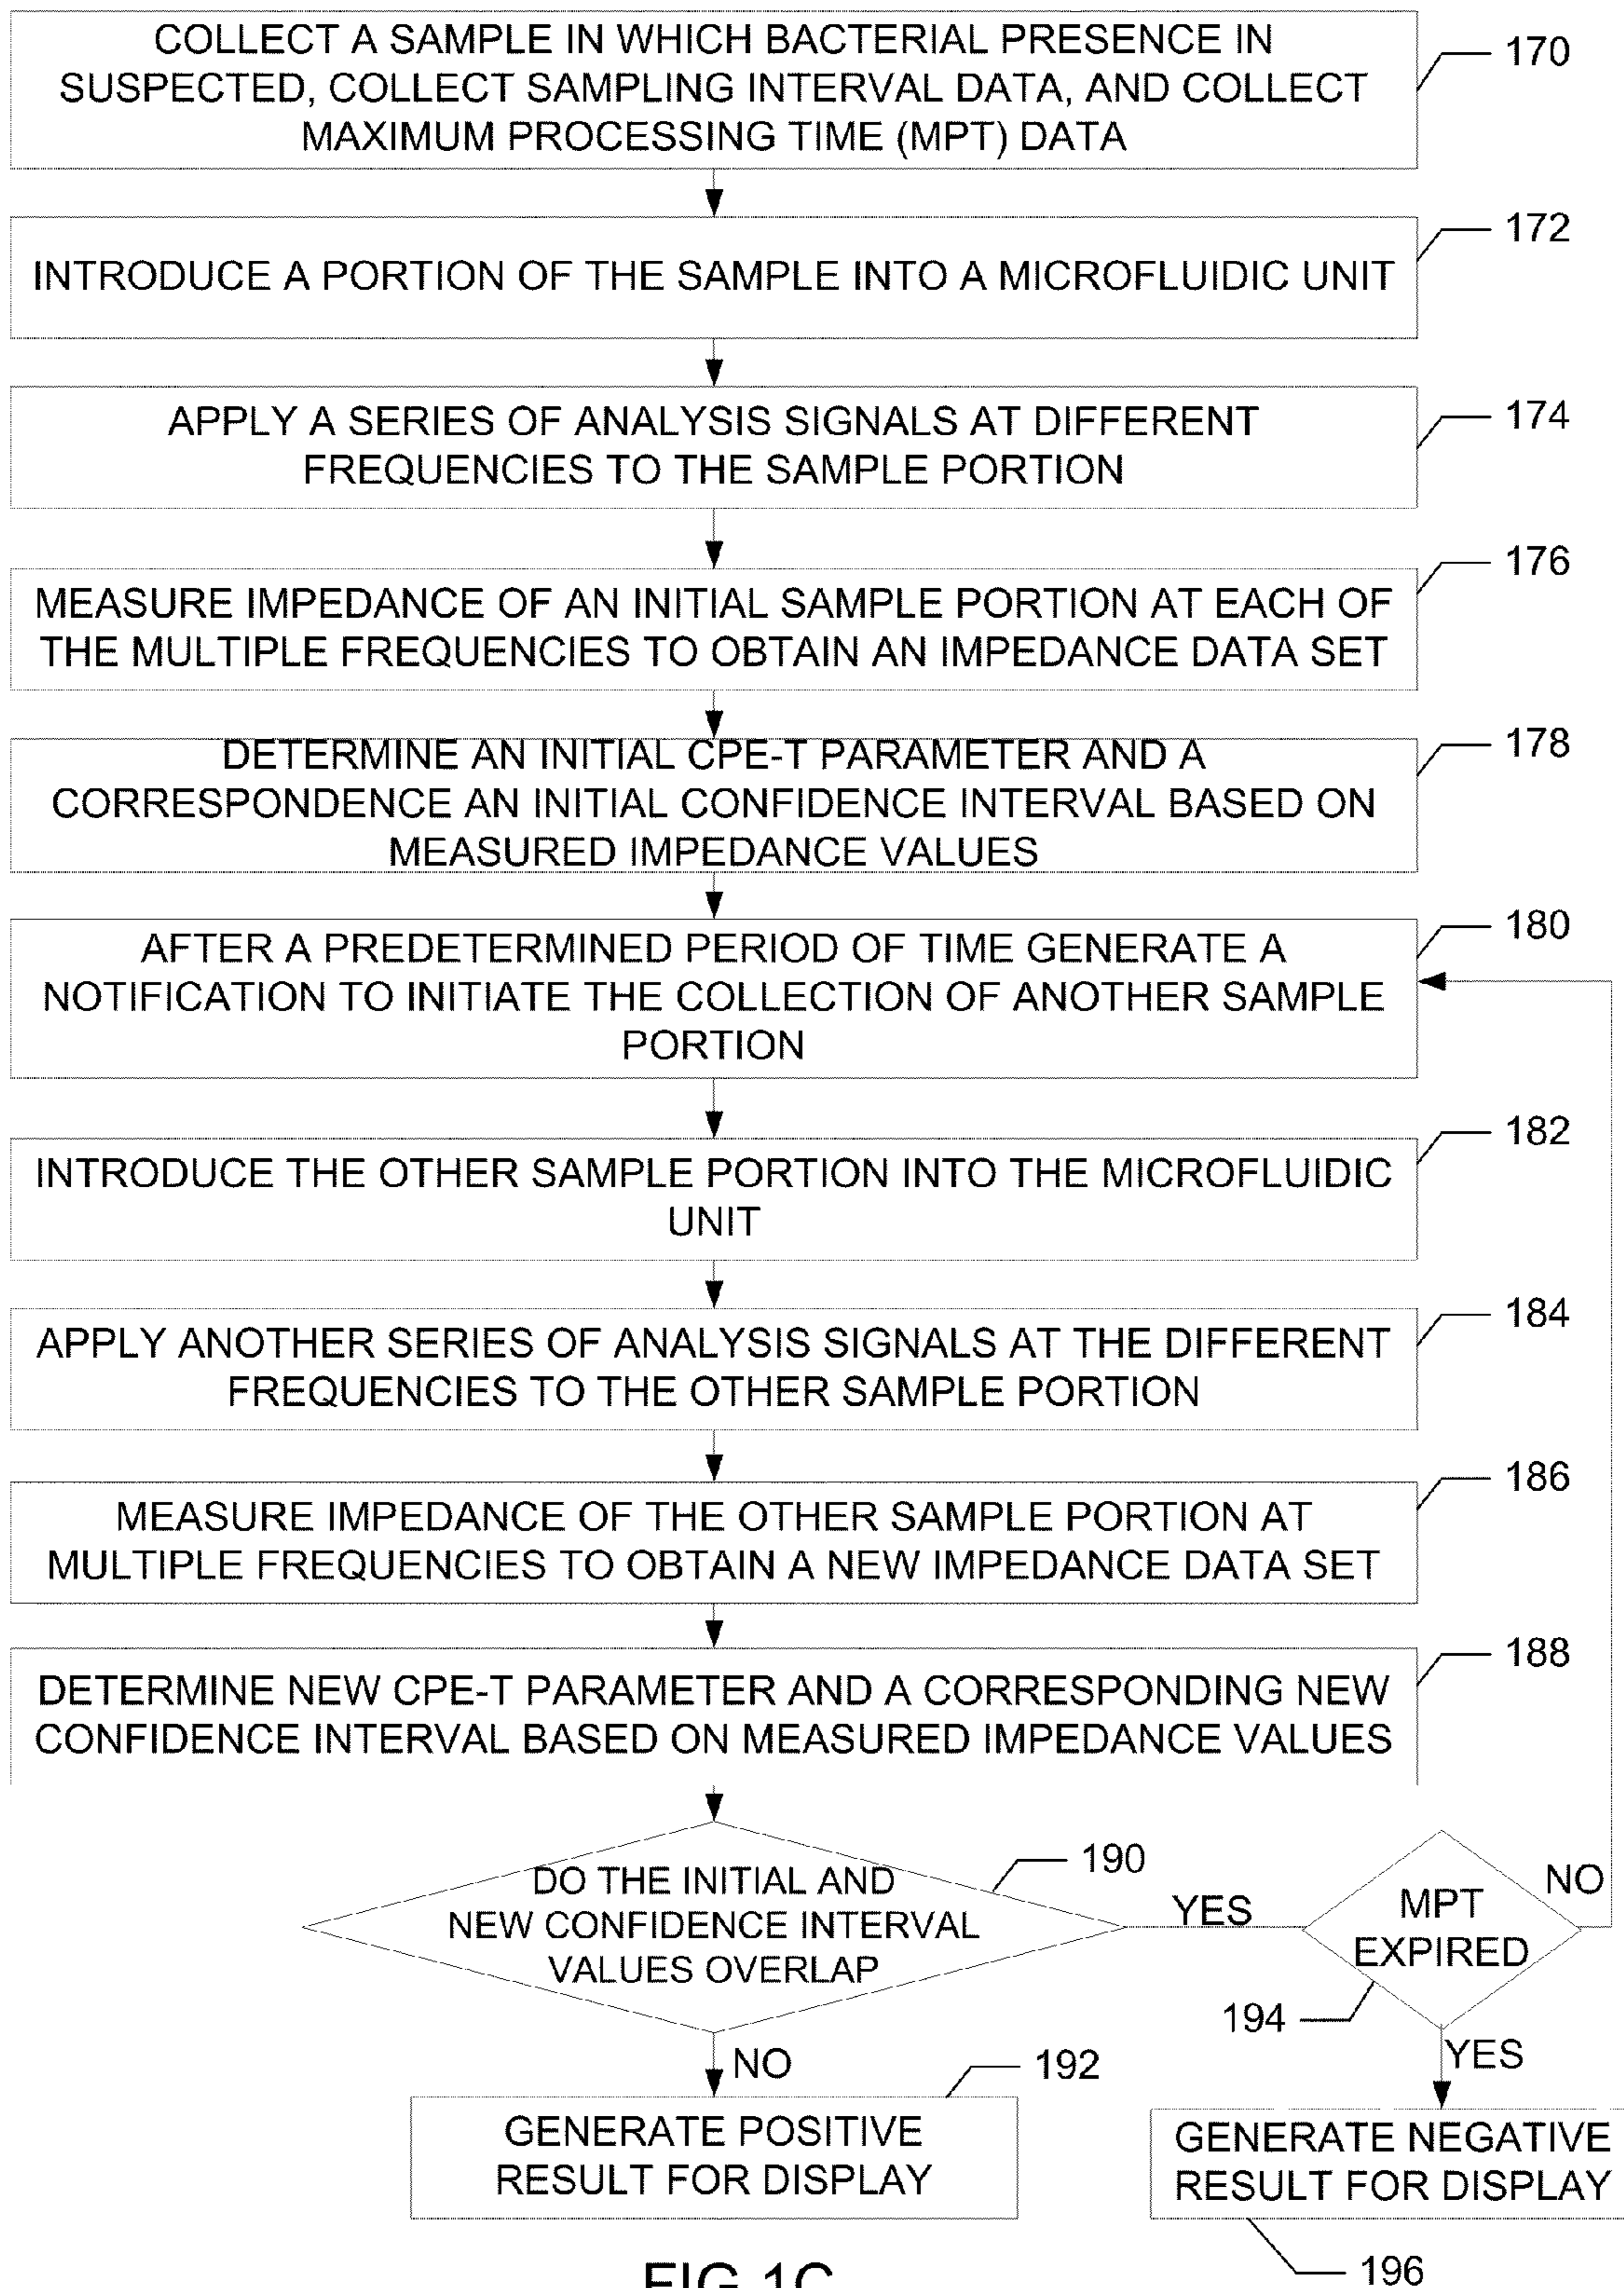 COLLECT A SAMPLE IN WHICH BACTERIAL PRESENCE IN
SUSPECTED, COLLECT SAMPLING INTERVAL DATA, AND COLLECT
MAXIMUM PROCESSING TIME (MPT) DATA
170
172
INTRODUCE A PORTION OF THE SAMPLE INTO A MICROFLUIDIC UNIT
174
APPLY A SERIES OF ANALYSIS SIGNALS AT DIFFERENT
FREQUENCIES TO THE SAMPLE PORTION
176
MEASURE IMPEDANCE OF AN INITIAL SAMPLE PORTION AT EACH OF
THE MULTIPLE FREQUENCIES TO OBTAIN AN IMPEDANCE DATA SET
178
DETERMINE AN INITIAL CPE-T PARAMETER AND A
CORRESPONDENCE AN INITIAL CONFIDENCE INTERVAL BASED ON
MEASURED IMPEDANCE VALUES
180
AFTER A PREDETERMINED PERIOD OF TIME GENERATE A
NOTIFICATION TO INITIATE THE COLLECTION OF ANOTHER SAMPLE
PORTION
182
INTRODUCE THE OTHER SAMPLE PORTION INTO THE MICROFLUIDIC
UNIT
184
APPLY ANOTHER SERIES OF ANALYSIS SIGNALS AT THE DIFFERENT
FREQUENCIES TO THE OTHER SAMPLE PORTION
186
MEASURE IMPEDANCE OF THE OTHER SAMPLE PORTION AT
MULTIPLE FREQUENCIES TO OBTAIN A NEW IMPEDANCE DATA SET
188
DETERMINE NEW CPE-T PARAMETER AND A CORRESPONDING NEW
CONFIDENCE INTERVAL BASED ON MEASURED IMPEDANCE VALUES
190
DO THE INITIAL AND
NEW CONFIDENCE INTERVAL
VALUES OVERLAP
YES
MPT
EXPIRED
NO
194
NO
YES
192
GENERATE POSITIVE
RESULT FOR DISPLAY
GENERATE NEGATIVE
RESULT FOR DISPLAY
196
FIG 1C